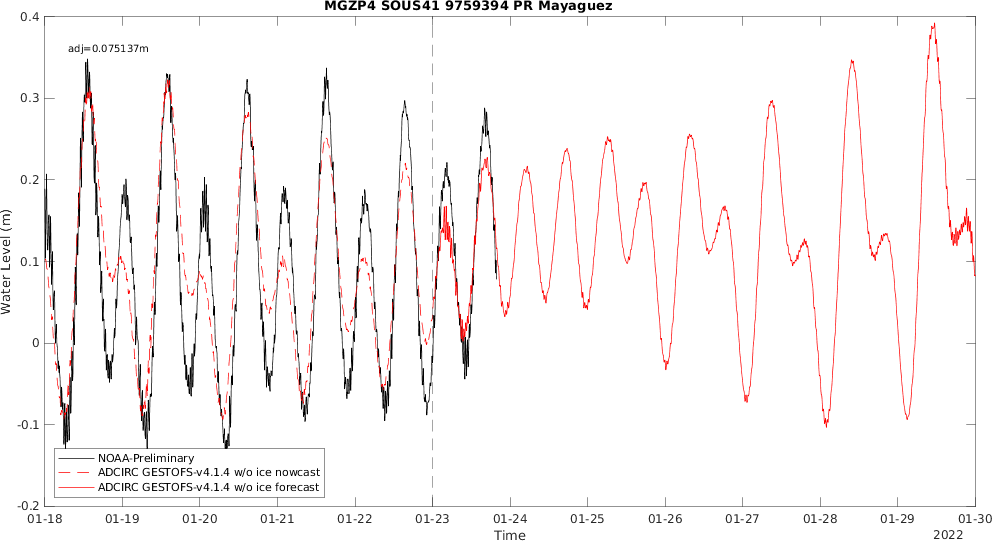 MGZP4 SOUS41 9759394 PR Mayaguez
adj=0.075137m
0.4
0.3
0.2
0.1
0
-0.1
-0.2
Water Level (m)
NOAA-Preliminary
ADCIRC GESTOFS-v4.1.4 w/o ice nowcast
ADCIRC GESTOFS-v4.1.4 w/o ice forecast
01-18 01-19 01-20 01-21 01-22 01-23 01-24 01-25 01-26 01-27 01-28 01-29 01-30
Time
2022